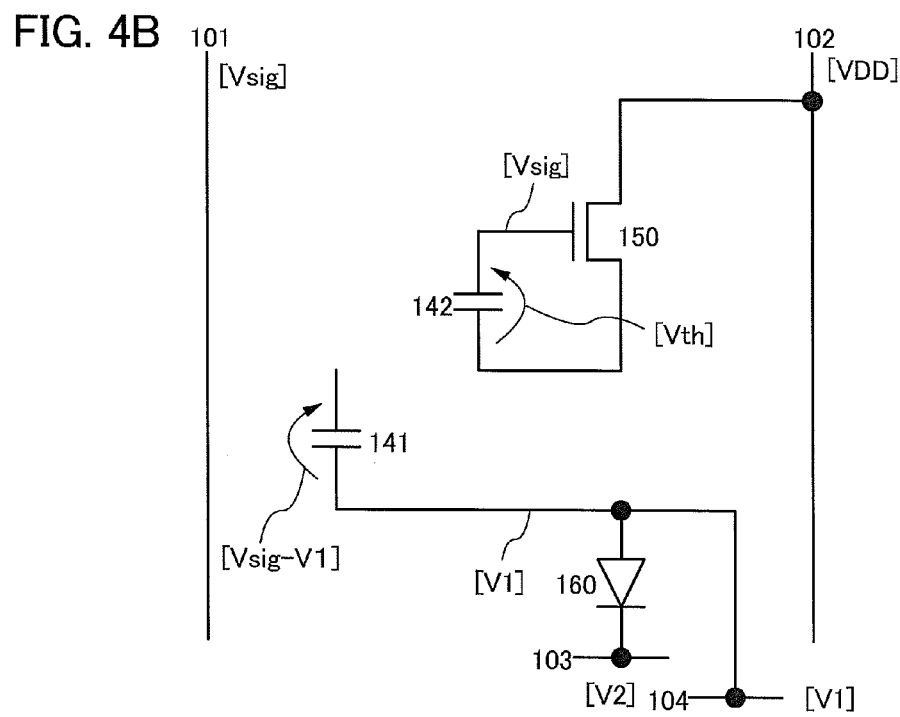 FIG. 4B
101
102
[Vsig]
[VDD]
[Vsig]
150
142
[Vth]
141
[Vsig-V1]
[V1]
160
103
[V2]
104
[V1]